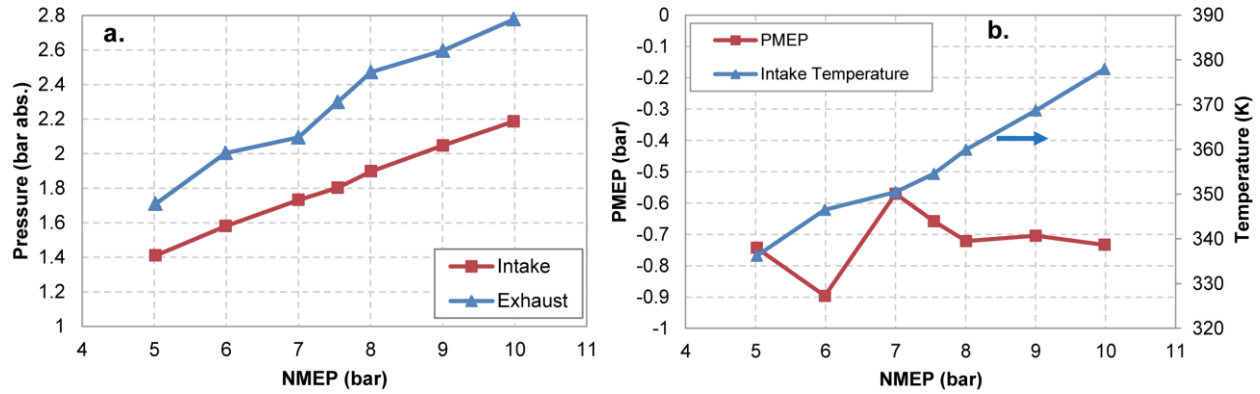 a.
Pressure (bar abs.)
2.8
2.6
2.4
2.2
2
1.8
1.6
1.4
1.2
1
Intake
Exhaust
4 5 6 7 8 9 10 11
NMEP (bar)
b.
PMEP
Intake Temperature
PMEP (bar)
-0
-0.1
-0.2
-0.3
-0.4
-0.5
-0.6
-0.7
-0.8
-0.9
-1
4 5 6 7 8 9 10 11
NMEP (bar)
390
380
370
360
350
340
330
320
Temperature (K)